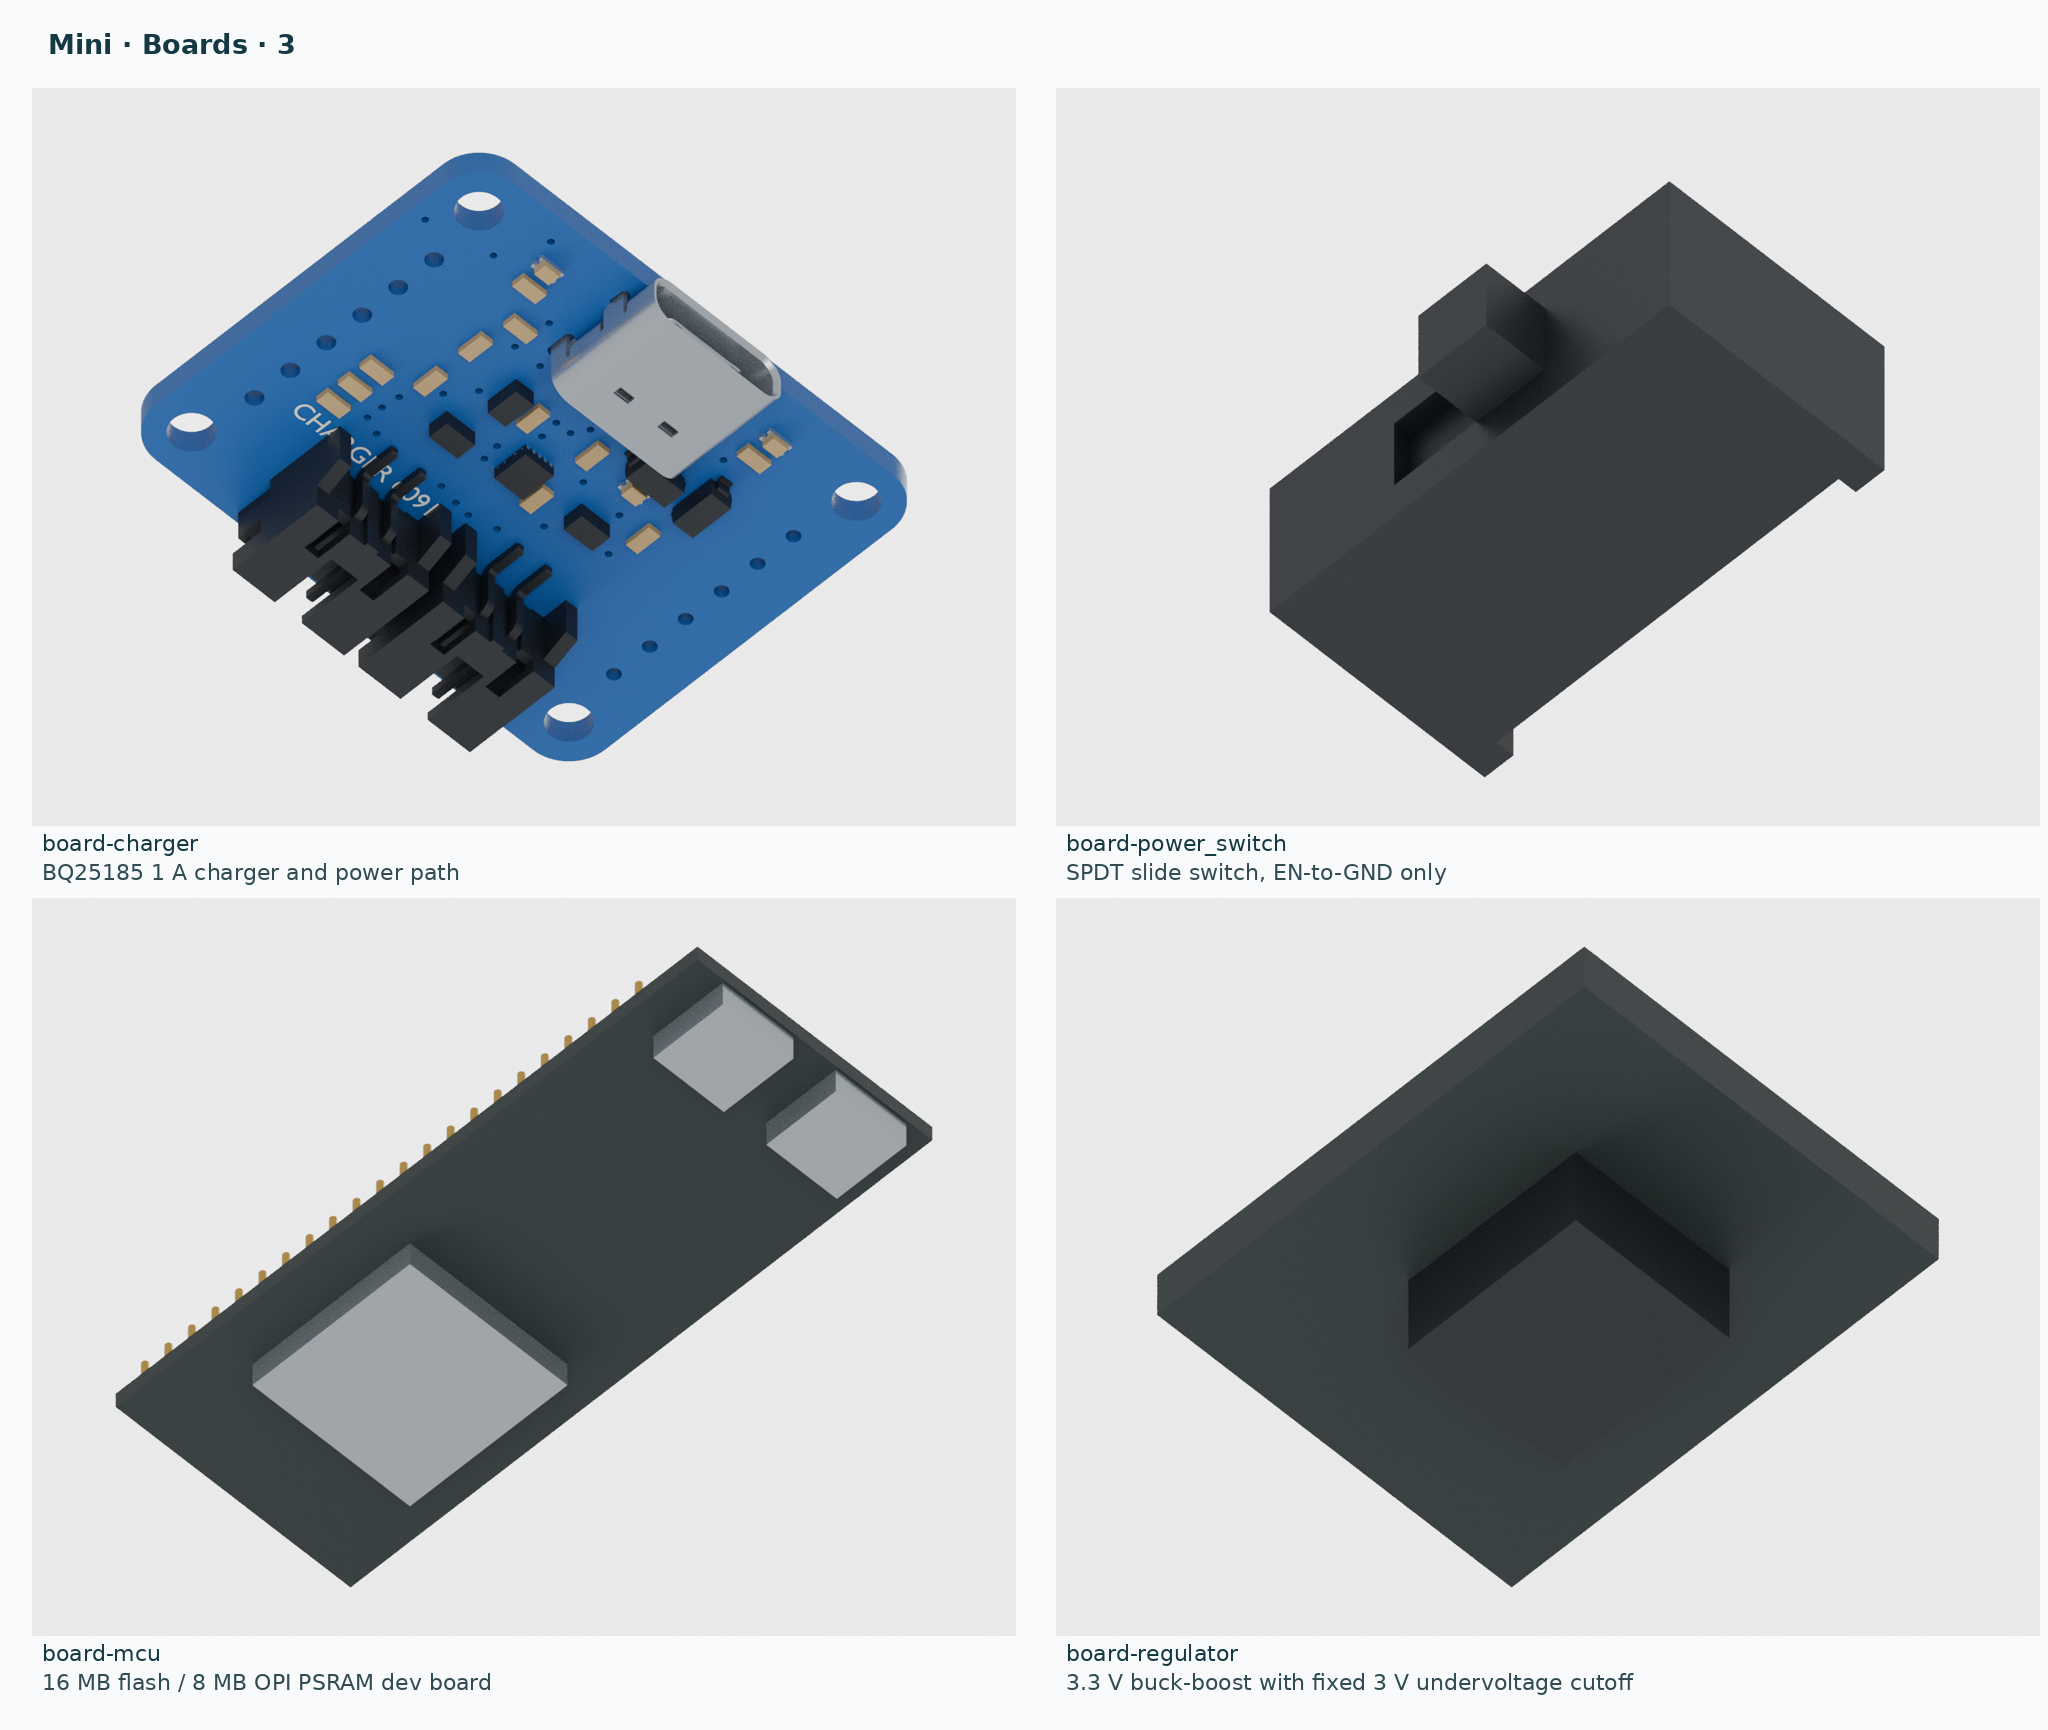 Mini · Boards · 3
board-charger
BQ25185 1 A charger and power path
board-power_switch
SPDT slide switch, EN-to-GND only
board-mcu
16 MB flash / 8 MB OPI PSRAM dev board
board-regulator
3.3 V buck-boost with fixed 3 V undervoltage cutoff